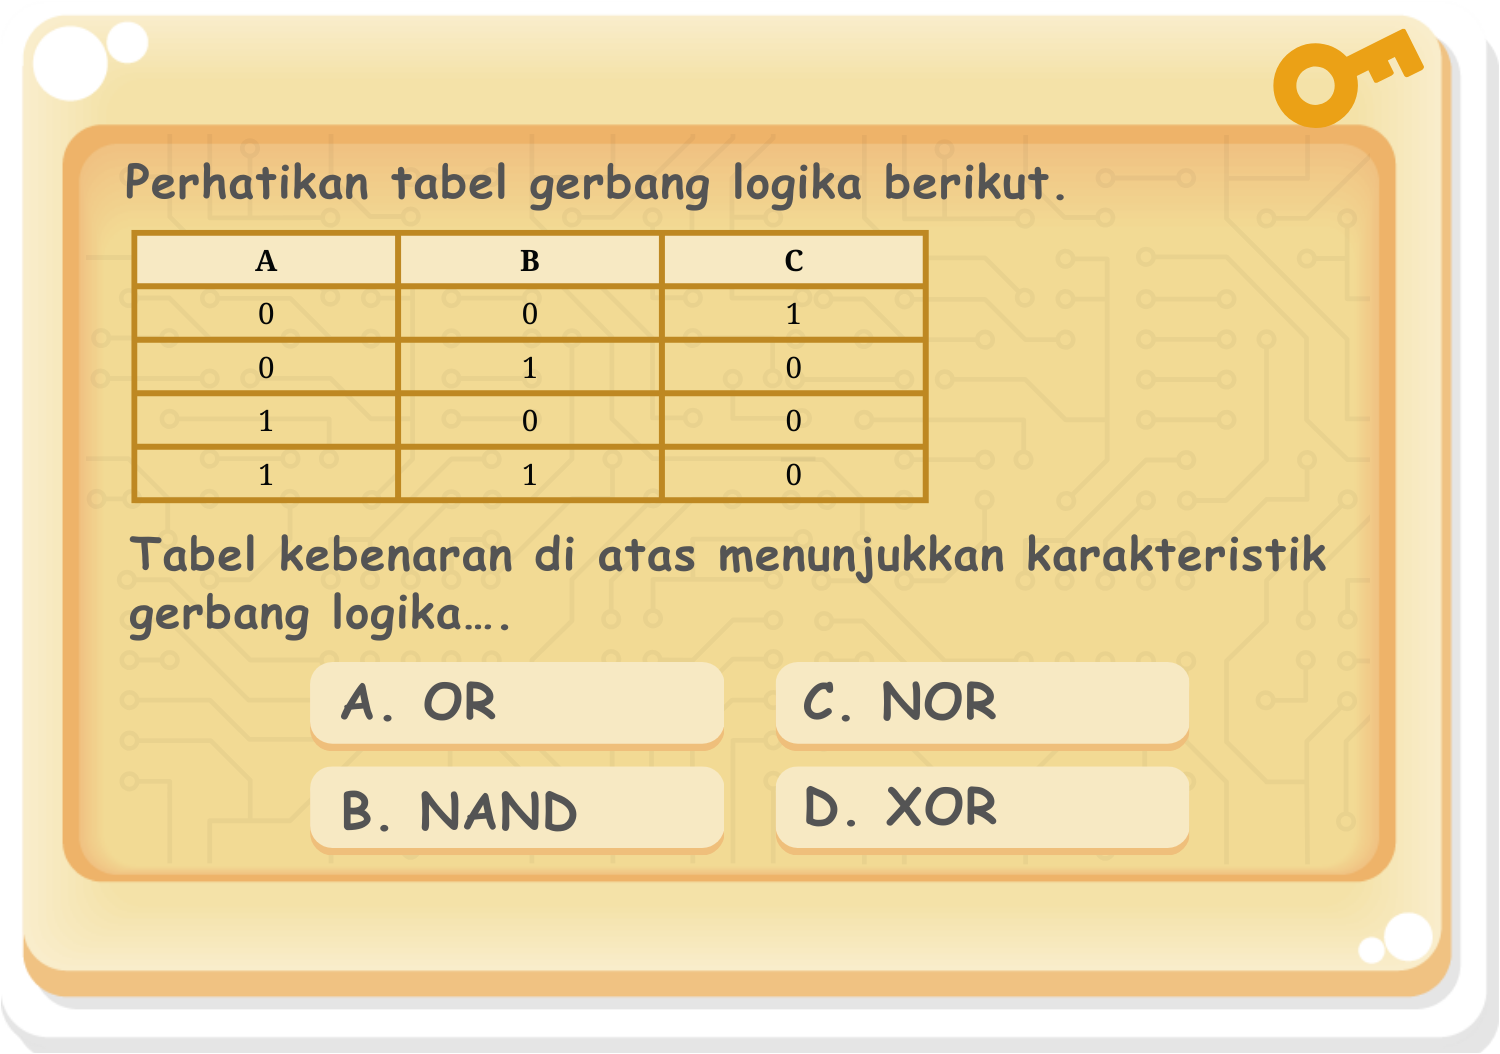 Perhatikan tabel gerbang logika berikut.
A B C
0 0 1
0 1 0
1 0 0
1 1 0
Tabel kebenaran di atas menunjukkan karakteristik
gerbang logika….
A. OR
C. NOR
B. NAND
D. XOR